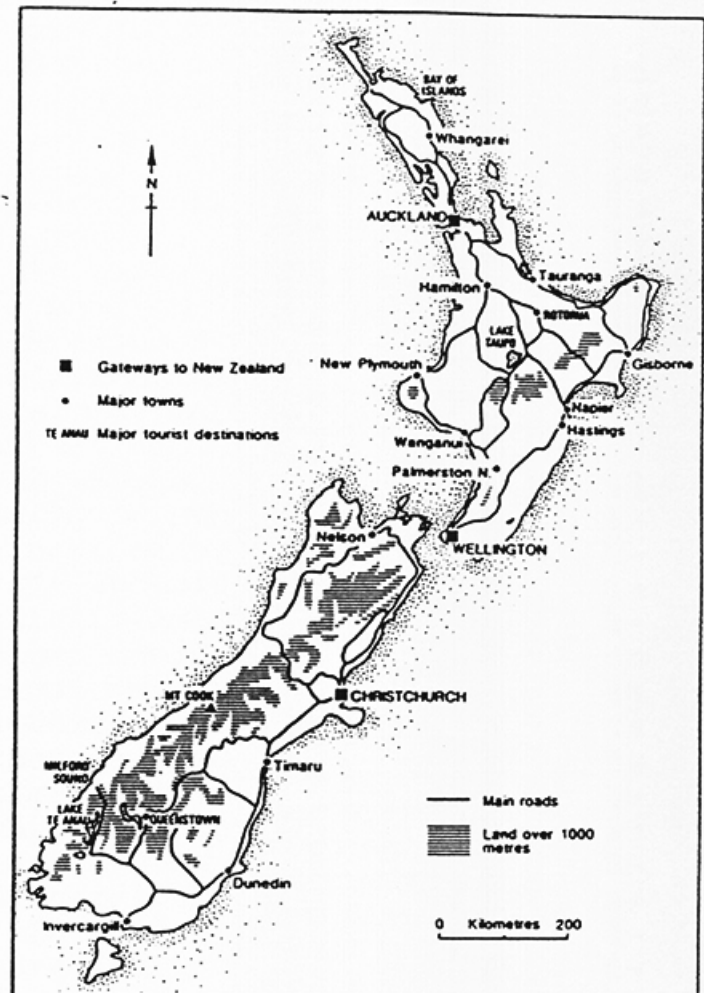 BAY OF
ISLANDS
Whangarei
N
AUCKLAND
Tauranga
Hamilton
ROTORUA
LAKE
TAUPO
Gateways to New Zealand
New Plymouth
Gisborne
Major towns
Napier
TE ANAU Major tourist destinations
Hastings
Wanganui
Palmerston N.
Nelson
WELLINGTON
MT COOK
CHRISTCHURCH
MILFORD
SOUND
Timaru
LAKE
TE ANAU
QUEENSTOWN
Main roads
Land over 1000
metres
Dunedin
Invercargill
0 Kilometres 200